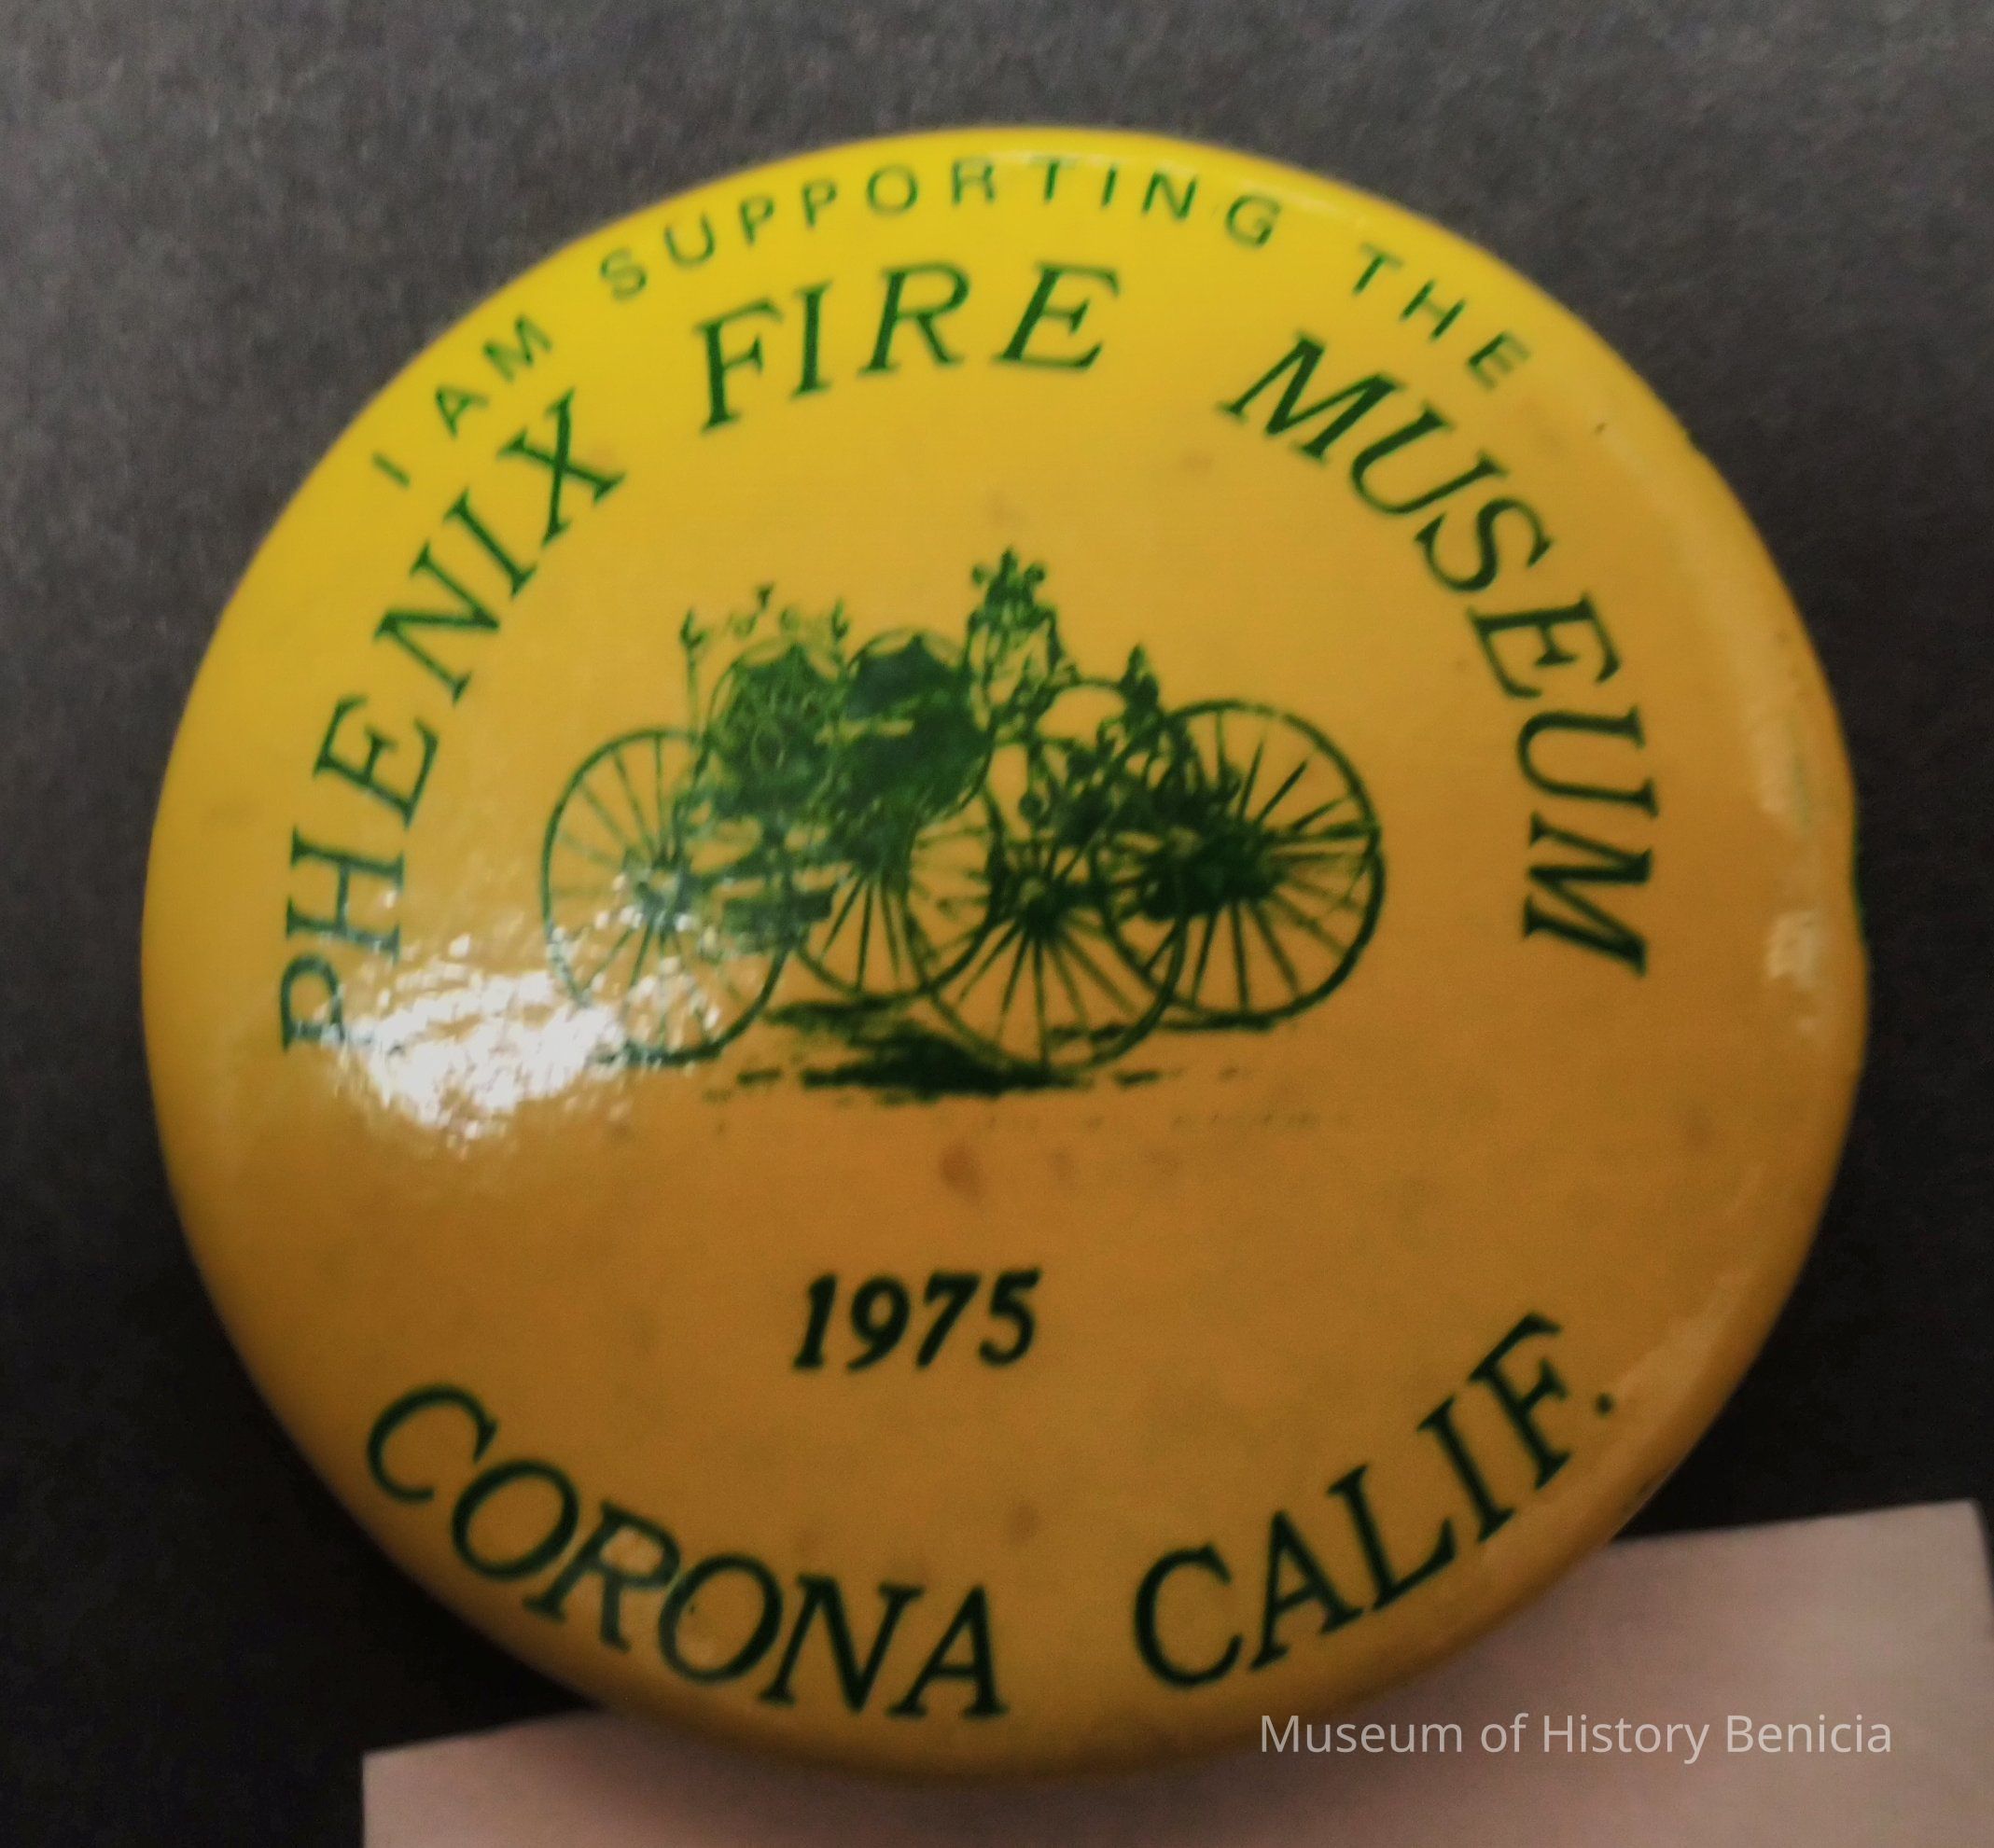 I AM SUPPORTING THE
PHENIX FIRE MUSEUM
1975
CORONA CALIF.
Museum of History Benicia